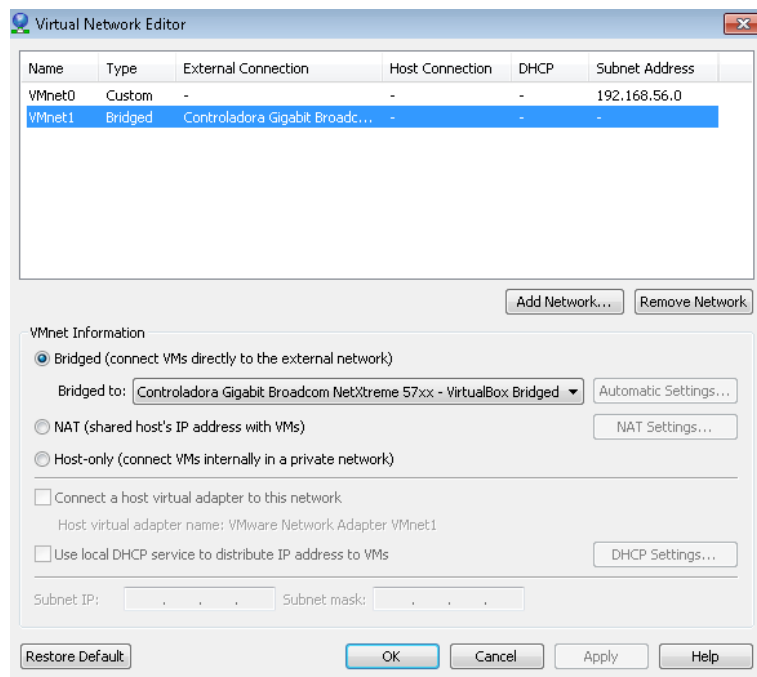 Virtual Network Editor
Name Type External Connection Host Connection DHCP Subnet Address
VMnet0 Custom - - - 192.168.56.0
VMnet1 Bridged Controladora Gigabit Broadc... - - -
Add Network... Remove Network
VMnet Information
Bridged (connect VMs directly to the external network)
Bridged to: Controladora Gigabit Broadcom NetXtreme 57xx - VirtualBox Bridged Automatic Settings...
NAT (shared host's IP address with VMs) NAT Settings...
Host-only (connect VMs internally in a private network)
Connect a host virtual adapter to this network
Host virtual adapter name: VMware Network Adapter VMnet1
Use local DHCP service to distribute IP address to VMs DHCP Settings...
Subnet IP: . . . Subnet mask: . . .
Restore Default OK Cancel Apply Help